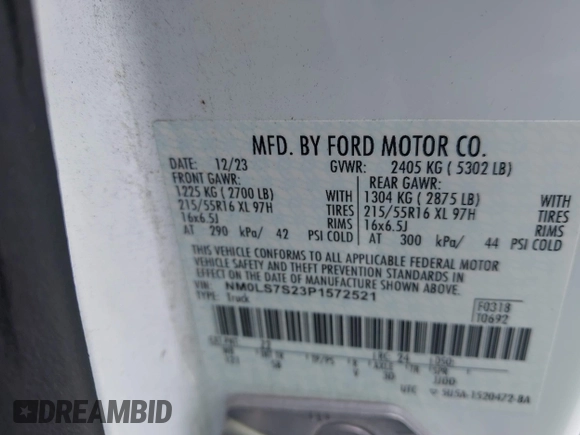 MFD. BY FORD MOTOR CO.
DATE: 12/23 GVWR: 2405 KG ( 5302 LB)
FRONT GAWR: REAR GAWR:
1225 KG ( 2700 LB) WITH 1304 KG ( 2875 LB) WITH
215/55R16 XL 97H TIRES 215/55R16 XL 97H TIRES
16x6.5J RIMS 16x6.5J RIMS
AT 290 kPa/ 42 PSI COLD AT 300 kPa/ 44 PSI COLD
THIS VEHICLE CONFORMS TO ALL APPLICABLE FEDERAL MOTOR
VEHICLE SAFETY AND THEFT PREVENTION STANDARDS
IN EFFECT ON THE DATE OF MANUFACTURE SHOWN ABOVE.
VIN: NM0LS7S23P1572521
TYPE: Truck
F0318
T0692
UTC
DREAMBID